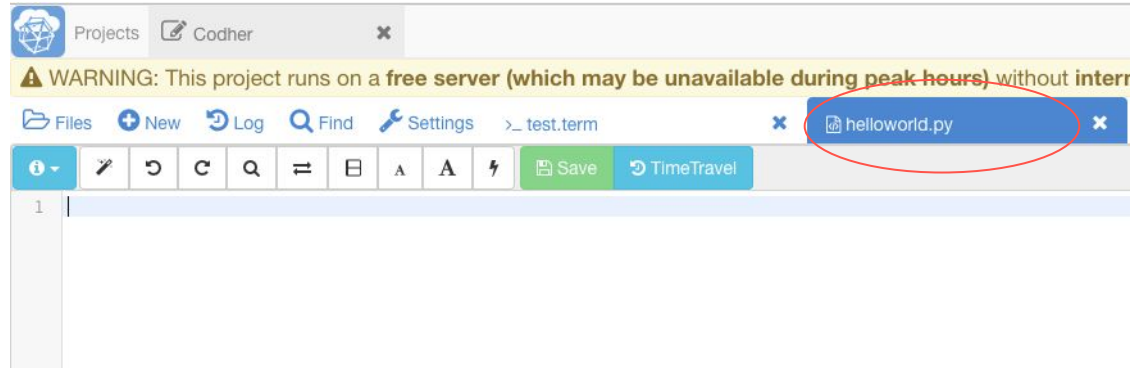 Projects Codher
WARNING: This project runs on a free server (which may be unavailable during peak hours) without
Files New Log Find Settings >_ test.term helloworld.py
A A Save TimeTravel
1